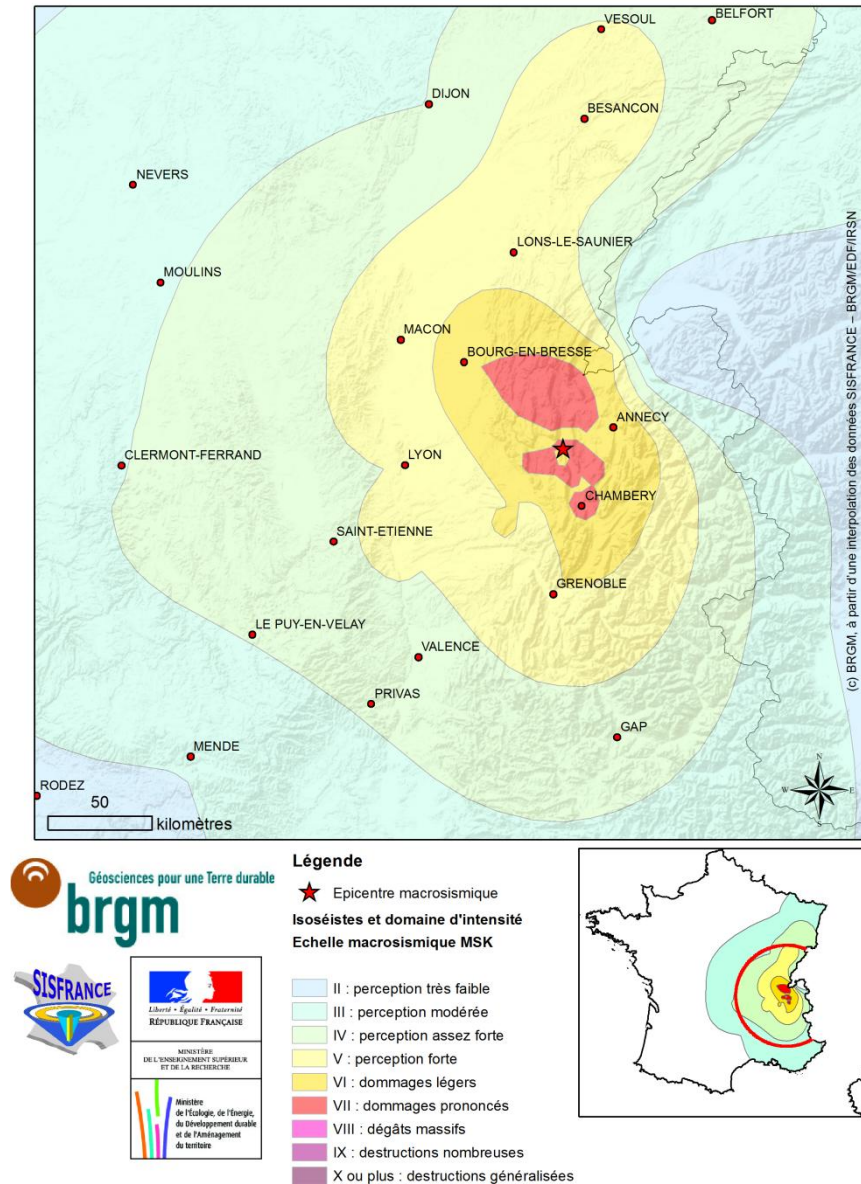 VESOUL
BELFORT
DIJON
BESANCON
NEVERS
LONS-LE-SAUNIER
MOULINS
MACON
BOURG-EN-BRESSE
ANNECY
CLERMONT-FERRAND
LYON
CHAMBERY
SAINT-ETIENNE
GRENOBLE
LE PUY-EN-VELAY
VALENCE
PRIVAS
GAP
MENDE
RODEZ
50
kilomètres
N
W
E
S
(c) BRGM, à partir d'une interpolation des données SISFRANCE – BRGM/EDF/IRSN
Géosciences pour une Terre durable
brgm
SISFRANCE
Liberté • Égalité • Fraternité
RÉPUBLIQUE FRANÇAISE
MINISTÈRE
DE L'ENSEIGNEMENT SUPÉRIEUR
ET DE LA RECHERCHE
Ministère
de l'Écologie, de l'Énergie,
du Développement durable
et de l'Aménagement
du territoire
Légende
Epicentre macrosismique
Isoséistes et domaine d'intensité
Echelle macrosismique MSK
II : perception très faible
III : perception modérée
IV : perception assez forte
V : perception forte
VI : dommages légers
VII : dommages prononcés
VIII : dégâts massifs
IX : destructions nombreuses
X ou plus : destructions généralisées